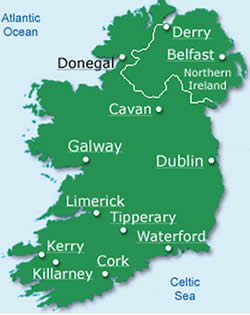 Atlantic
Ocean
Derry
Donegal
Belfast
Northern
Ireland
Cavan
Galway
Dublin
Limerick
Tipperary
Waterford
Kerry
Killarney
Cork
Celtic
Sea